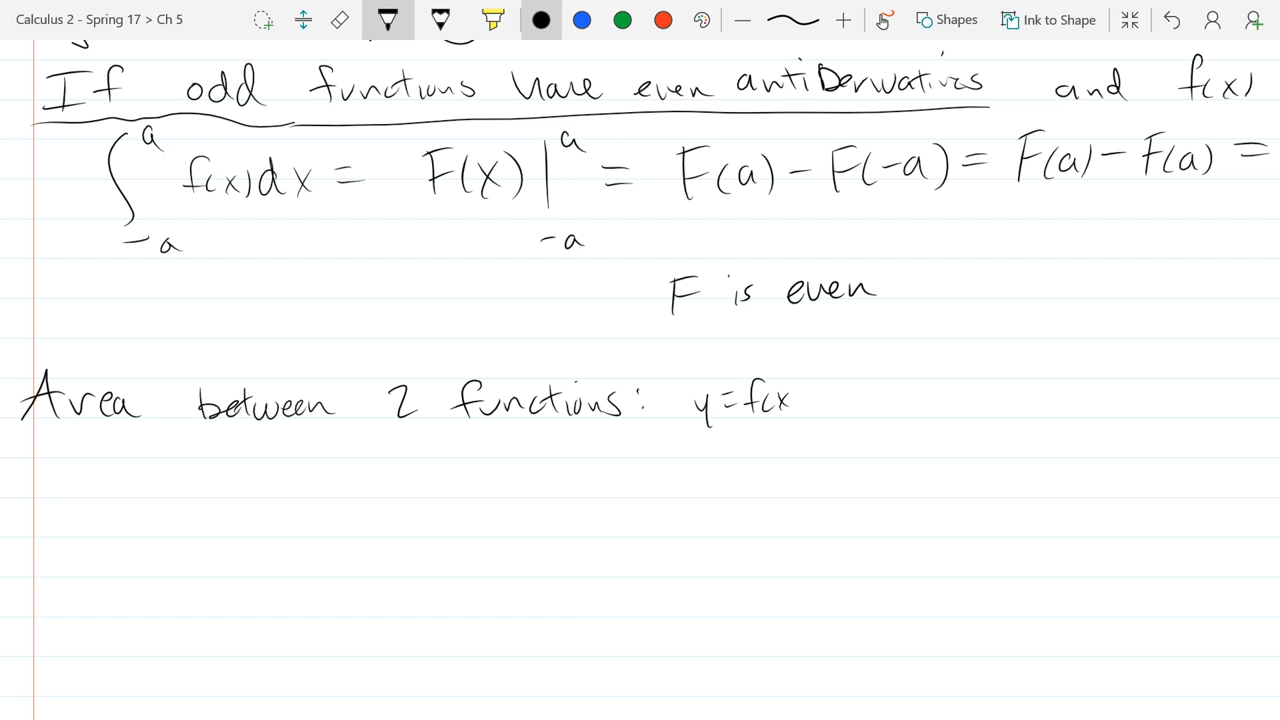 Calculus 2 - Spring 17 > Ch 5 Shapes Ink to Shape
If odd functions have even antiDerivatives and f(x)
∫_{-a}^{a} f(x)dx = F(x) |_{-a}^{a} = F(a) - F(-a) = F(a) - F(a) =
F is even
Area between 2 functions: y=f(x